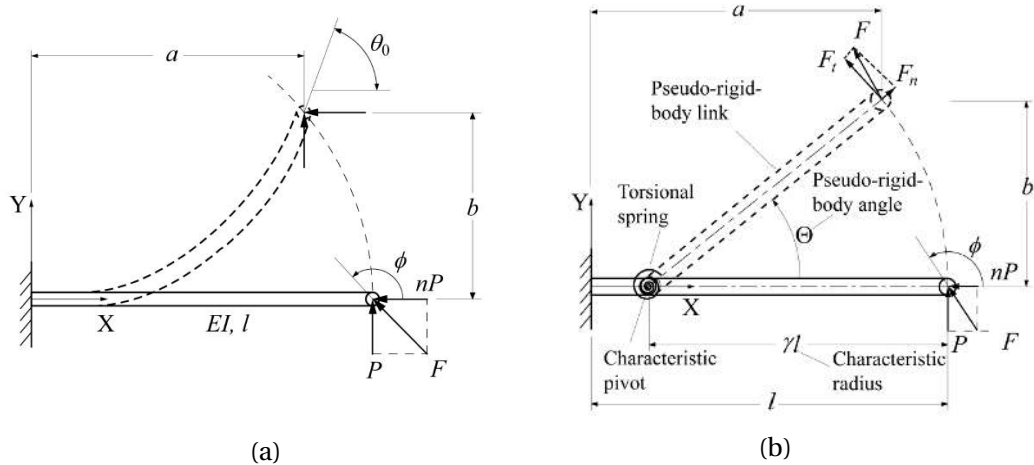 a
θ₀
Y
b
ϕ
nP
X
EI, l
P
F
(a)
a
F
Fₜ
Fₙ
Pseudo-rigid-
body link
Pseudo-rigid-
body angle
Torsional
spring
Θ
Y
b
ϕ
nP
X
P
F
Characteristic
pivot
γl
Characteristic
radius
l
(b)